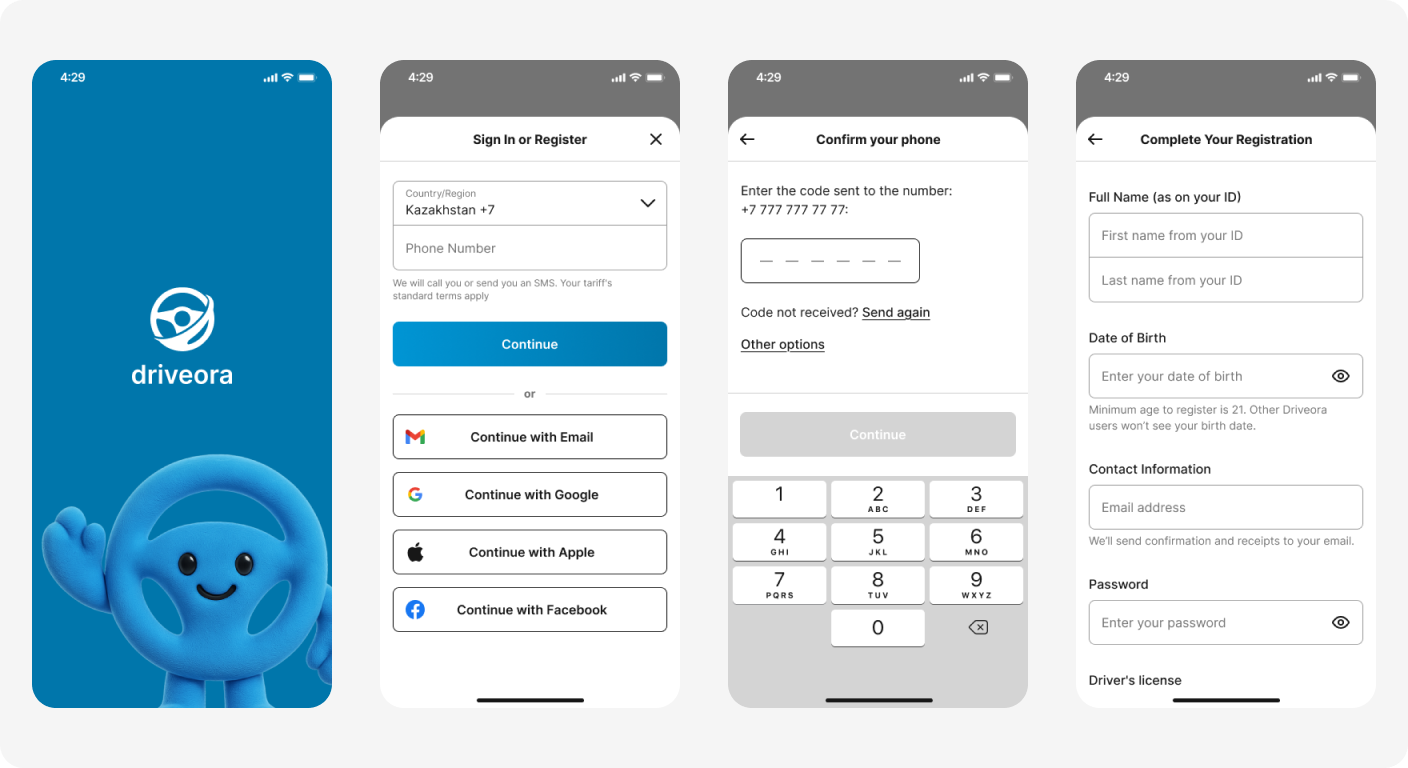 4:29
driveora
4:29
Sign In or Register
Country/Region
Kazakhstan +7
Phone Number
We will call you or send you an SMS. Your tariff's
standard terms apply
Continue
or
Continue with Email
Continue with Google
Continue with Apple
Continue with Facebook
4:29
Confirm your phone
Enter the code sent to the number:
+7 777 777 77 77:
Code not received? Send again
Other options
Continue
1
2
ABC
3
DEF
4
GHI
5
JKL
6
MNO
7
PQRS
8
TUV
9
WXYZ
0
4:29
Complete Your Registration
Full Name (as on your ID)
First name from your ID
Last name from your ID
Date of Birth
Enter your date of birth
Minimum age to register is 21. Other Driveora
users won’t see your birth date.
Contact Information
Email address
We’ll send confirmation and receipts to your email.
Password
Enter your password
Driver's license